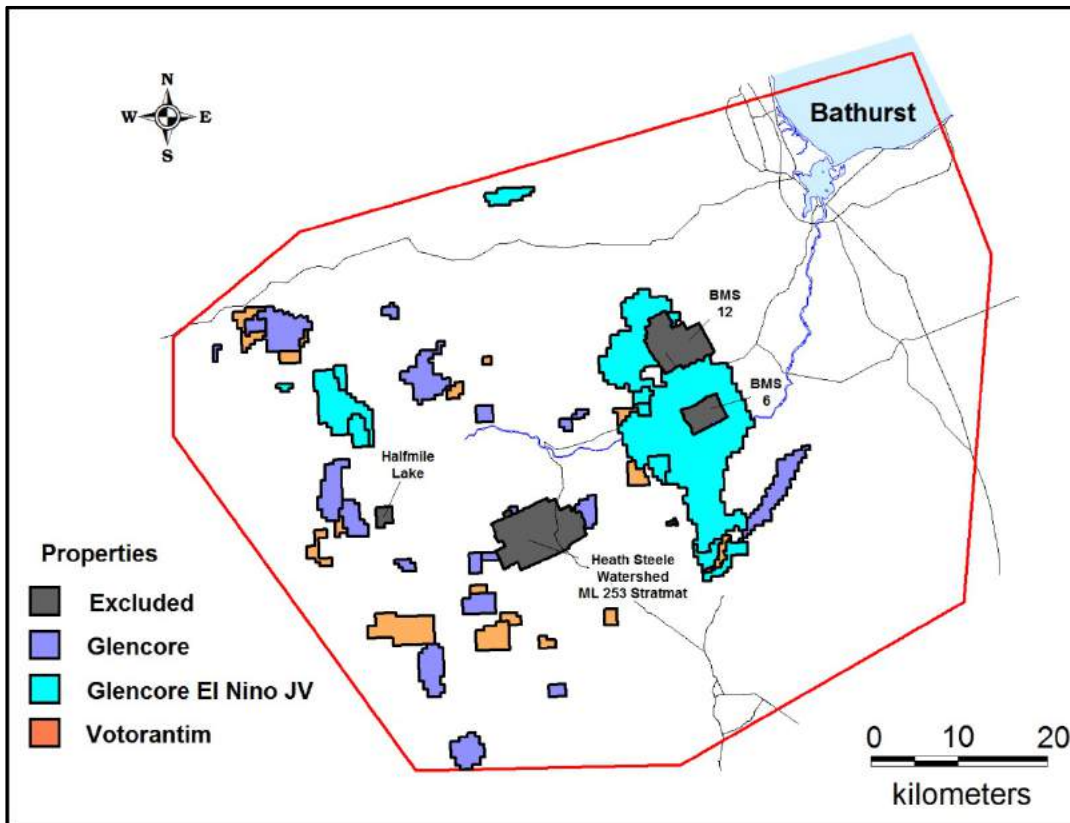 Bathurst
N
W E
S
BMS
12
BMS
6
Halfmile
Lake
Heath Steele
Watershed
ML 253 Stratmat
Properties
Excluded
Glencore
Glencore El Nino JV
Votorantim
0 10 20
kilometers